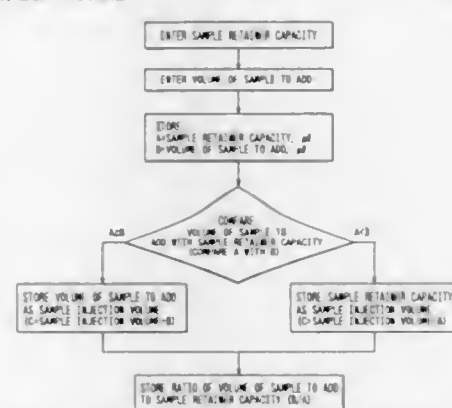 ENTER SAMPLE RETAINER CAPACITY
ENTER VOLUME OF SAMPLE TO ADD
STORE
A=SAMPLE RETAINER CAPACITY, μℓ
B=VOLUME OF SAMPLE TO ADD, μℓ
COMPARE
VOLUME OF SAMPLE TO
ADD WITH SAMPLE RETAINER CAPACITY
(COMPARE A WITH B)
A≥B
A<B
STORE VOLUME OF SAMPLE TO ADD
AS SAMPLE INJECTION VOLUME
(C=SAMPLE INJECTION VOLUME=B)
STORE SAMPLE RETAINER CAPACITY
AS SAMPLE INJECTION VOLUME
(C=SAMPLE INJECTION VOLUME=A)
STORE RATIO OF VOLUME OF SAMPLE TO ADD
TO SAMPLE RETAINER CAPACITY (B/A)